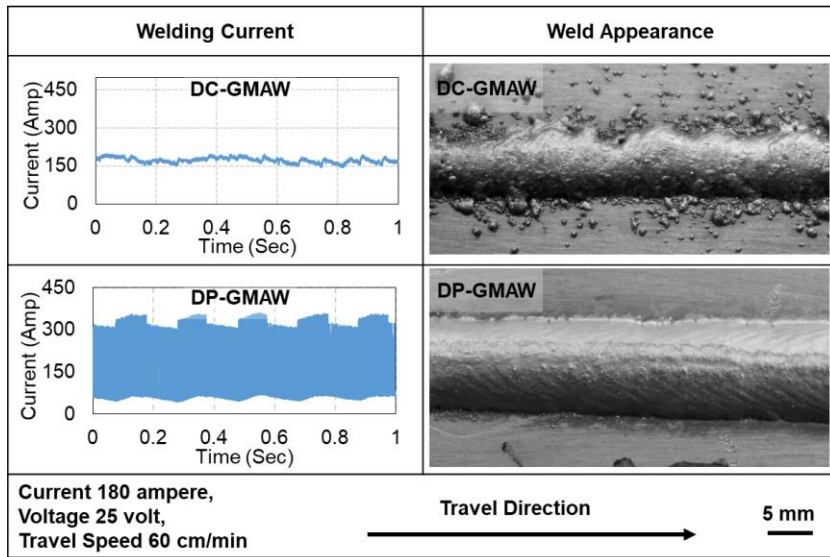 Welding Current
Weld Appearance
DC-GMAW
450
300
150
0
Current (Amp)
0 0.2 0.4 0.6 0.8 1
Time (Sec)
DC-GMAW
DP-GMAW
450
300
150
0
Current (Amp)
0 0.2 0.4 0.6 0.8 1
Time (Sec)
DP-GMAW
Current 180 ampere,
Voltage 25 volt,
Travel Speed 60 cm/min
Travel Direction
5 mm